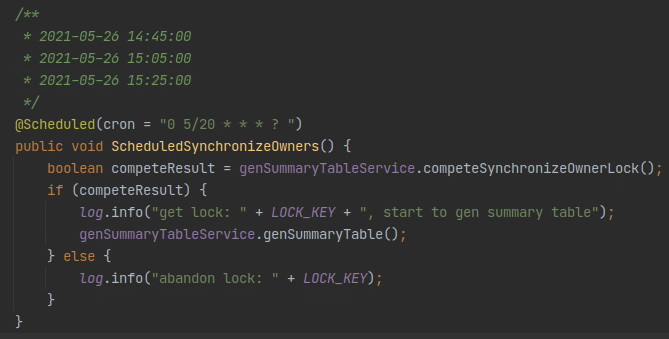 /**
 * 2021-05-26 14:45:00
 * 2021-05-26 15:05:00
 * 2021-05-26 15:25:00
 */
@Scheduled(cron = "0 5/20 * * * ? ")
public void ScheduledSynchronizeOwners() {
    boolean competeResult = genSummaryTableService.competeSynchronizeOwnerLock();
    if (competeResult) {
        log.info("get lock: " + LOCK_KEY + ", start to gen summary table");
        genSummaryTableService.genSummaryTable();
    } else {
        log.info("abandon lock: " + LOCK_KEY);
    }
}